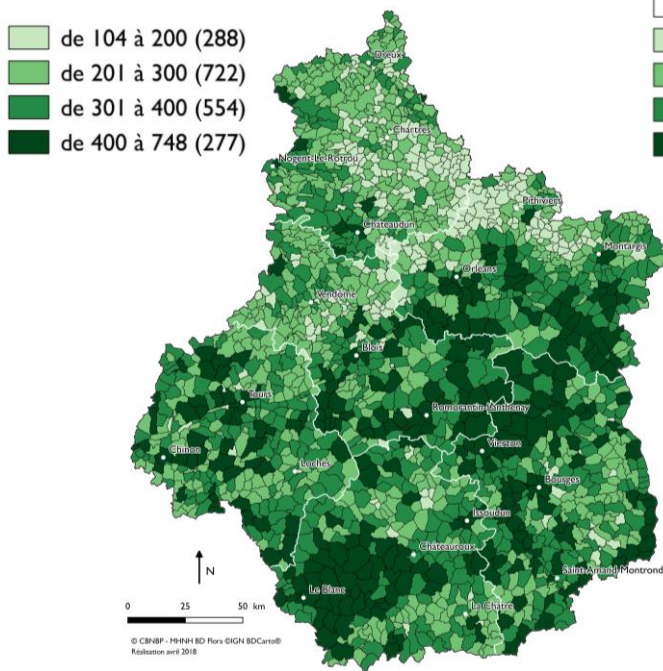 de 104 à 200 (288)
de 201 à 300 (722)
de 301 à 400 (554)
de 400 à 748 (277)
Dreux
Chartres
Nogent-Le-Rotrou
Pithiviers
Châteaudun
Montargis
Orléans
Vendôme
Blois
Tours
Romorantin-Lanthenay
Chinon
Vierzon
Loches
Bourges
Issoudun
Châteauroux
Saint-Amand-Montrond
Le Blanc
La Châtre
N
0 25 50 km
© CBNBP - MHNH BD Flora ©IGN BDCarto®
Réalisation avril 2018